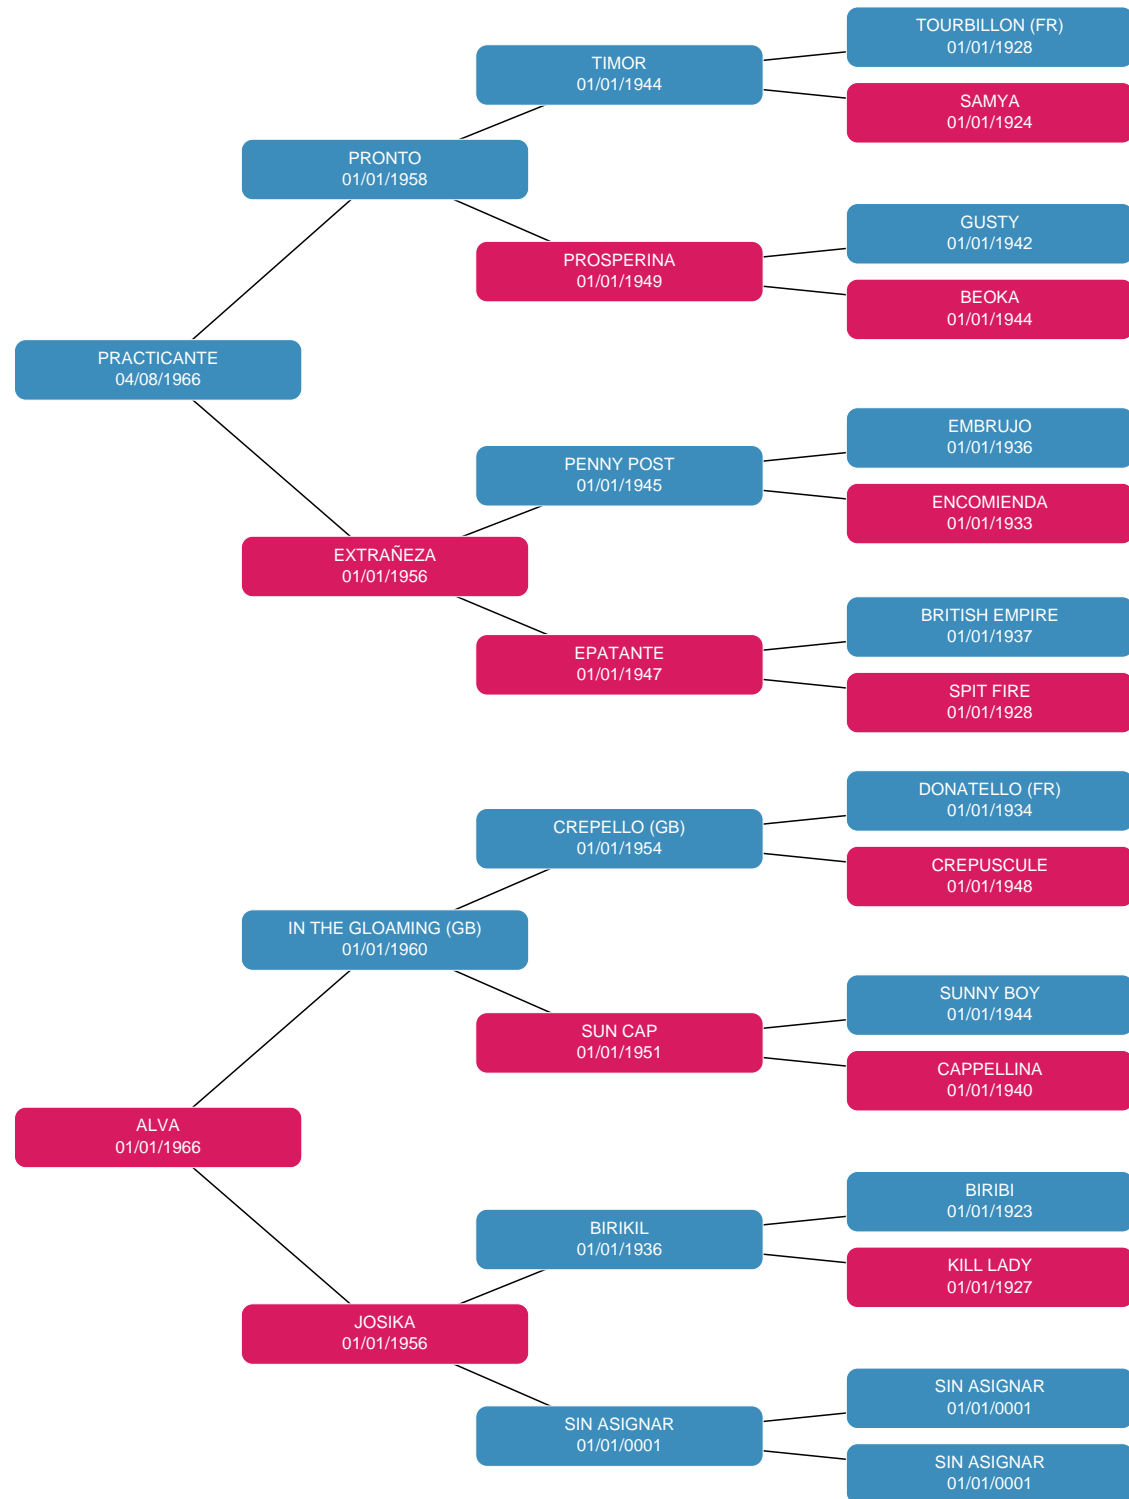 TOURBILLON (FR)
01/01/1928
TIMOR
01/01/1944
SAMYA
01/01/1924
PRONTO
01/01/1958
GUSTY
01/01/1942
PROSPERINA
01/01/1949
BEOKA
01/01/1944
PRACTICANTE
04/08/1966
EMBRUJO
01/01/1936
PENNY POST
01/01/1945
ENCOMIENDA
01/01/1933
EXTRAÑEZA
01/01/1956
BRITISH EMPIRE
01/01/1937
EPATANTE
01/01/1947
SPIT FIRE
01/01/1928
DONATELLO (FR)
01/01/1934
CREPELLO (GB)
01/01/1954
CREPUSCULE
01/01/1948
IN THE GLOAMING (GB)
01/01/1960
SUNNY BOY
01/01/1944
SUN CAP
01/01/1951
CAPPELLINA
01/01/1940
ALVA
01/01/1966
BIRIBI
01/01/1923
BIRIKIL
01/01/1936
KILL LADY
01/01/1927
JOSIKA
01/01/1956
SIN ASIGNAR
01/01/0001
SIN ASIGNAR
01/01/0001
SIN ASIGNAR
01/01/0001